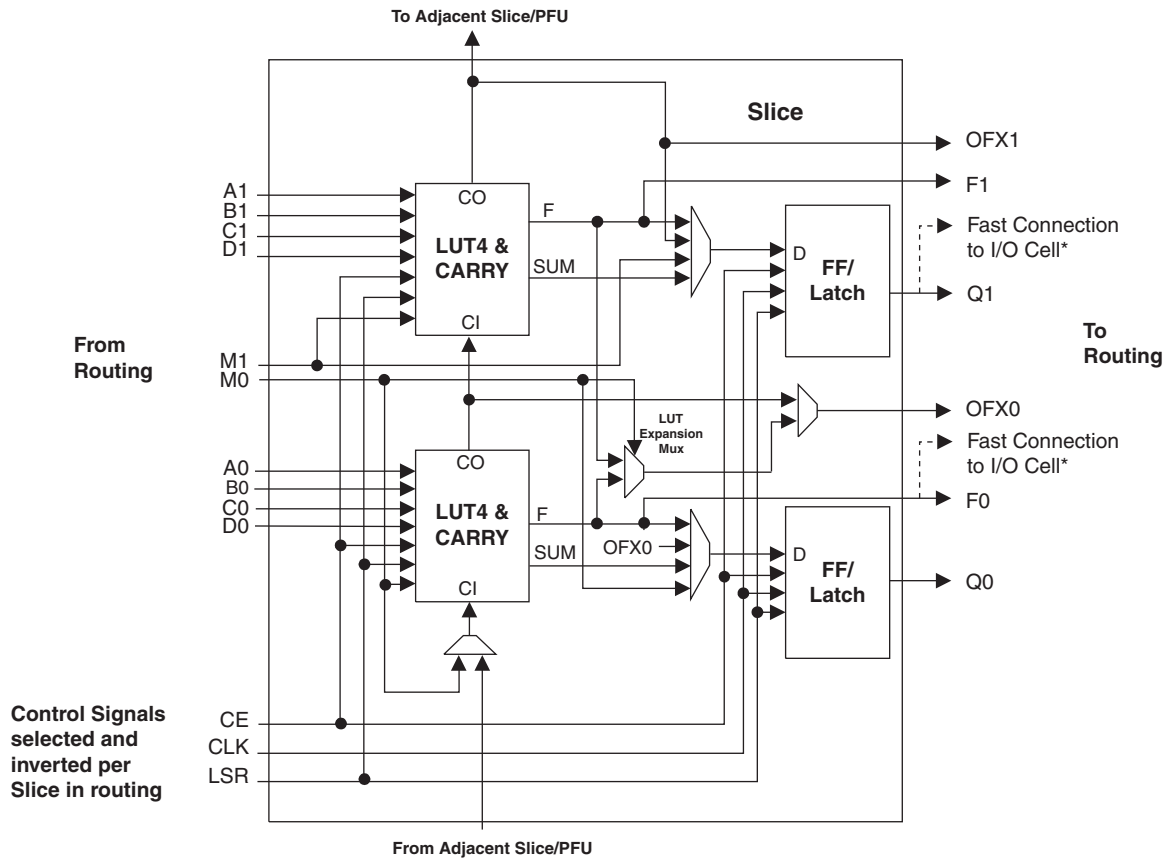 To Adjacent Slice/PFU
Slice
OFX1
F1
Fast Connection
to I/O Cell*
Q1
A1
B1
C1
D1
CO
LUT4 &
CARRY
CI
F
SUM
D
FF/
Latch
From
Routing
To
Routing
M1
M0
LUT
Expansion
Mux
OFX0
Fast Connection
to I/O Cell*
F0
A0
B0
C0
D0
CO
LUT4 &
CARRY
CI
F
OFX0
SUM
D
FF/
Latch
Q0
Control Signals
selected and
inverted per
Slice in routing
CE
CLK
LSR
From Adjacent Slice/PFU